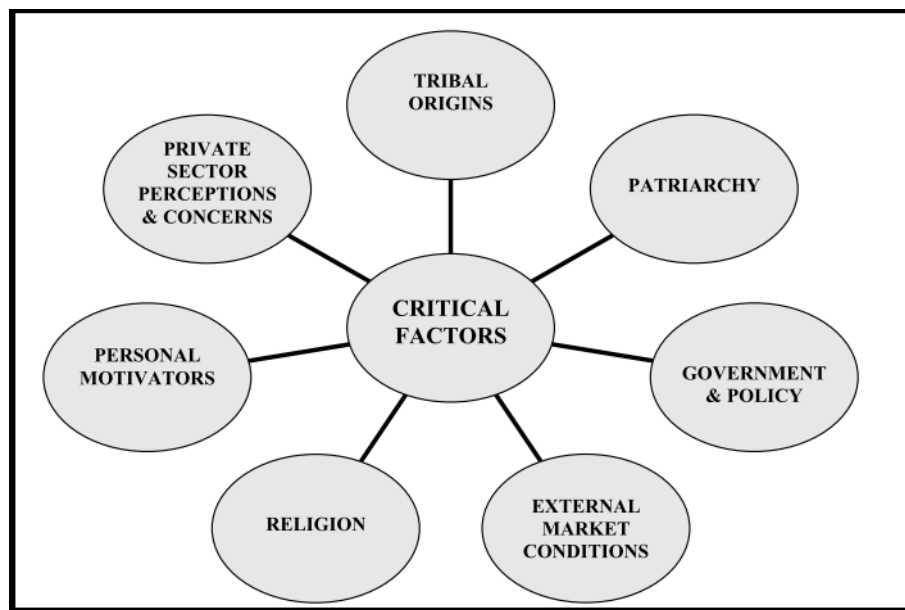 TRIBAL
ORIGINS
PRIVATE
SECTOR
PERCEPTIONS
& CONCERNS
PATRIARCHY
CRITICAL
FACTORS
PERSONAL
MOTIVATORS
GOVERNMENT
& POLICY
RELIGION
EXTERNAL
MARKET
CONDITIONS